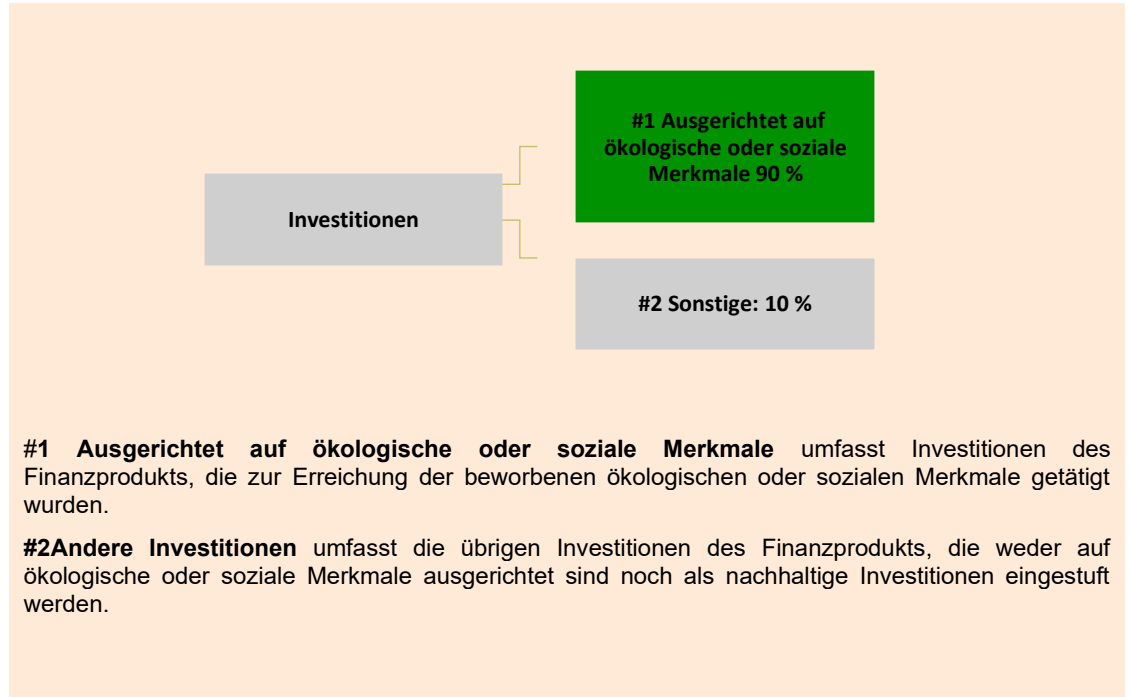 #1 Ausgerichtet auf
ökologische oder soziale
Merkmale 90 %
Investitionen
#2 Sonstige: 10 %
#1 Ausgerichtet auf ökologische oder soziale Merkmale umfasst Investitionen des
Finanzprodukts, die zur Erreichung der beworbenen ökologischen oder sozialen Merkmale getätigt
wurden.
#2Andere Investitionen umfasst die übrigen Investitionen des Finanzprodukts, die weder auf
ökologische oder soziale Merkmale ausgerichtet sind noch als nachhaltige Investitionen eingestuft
werden.